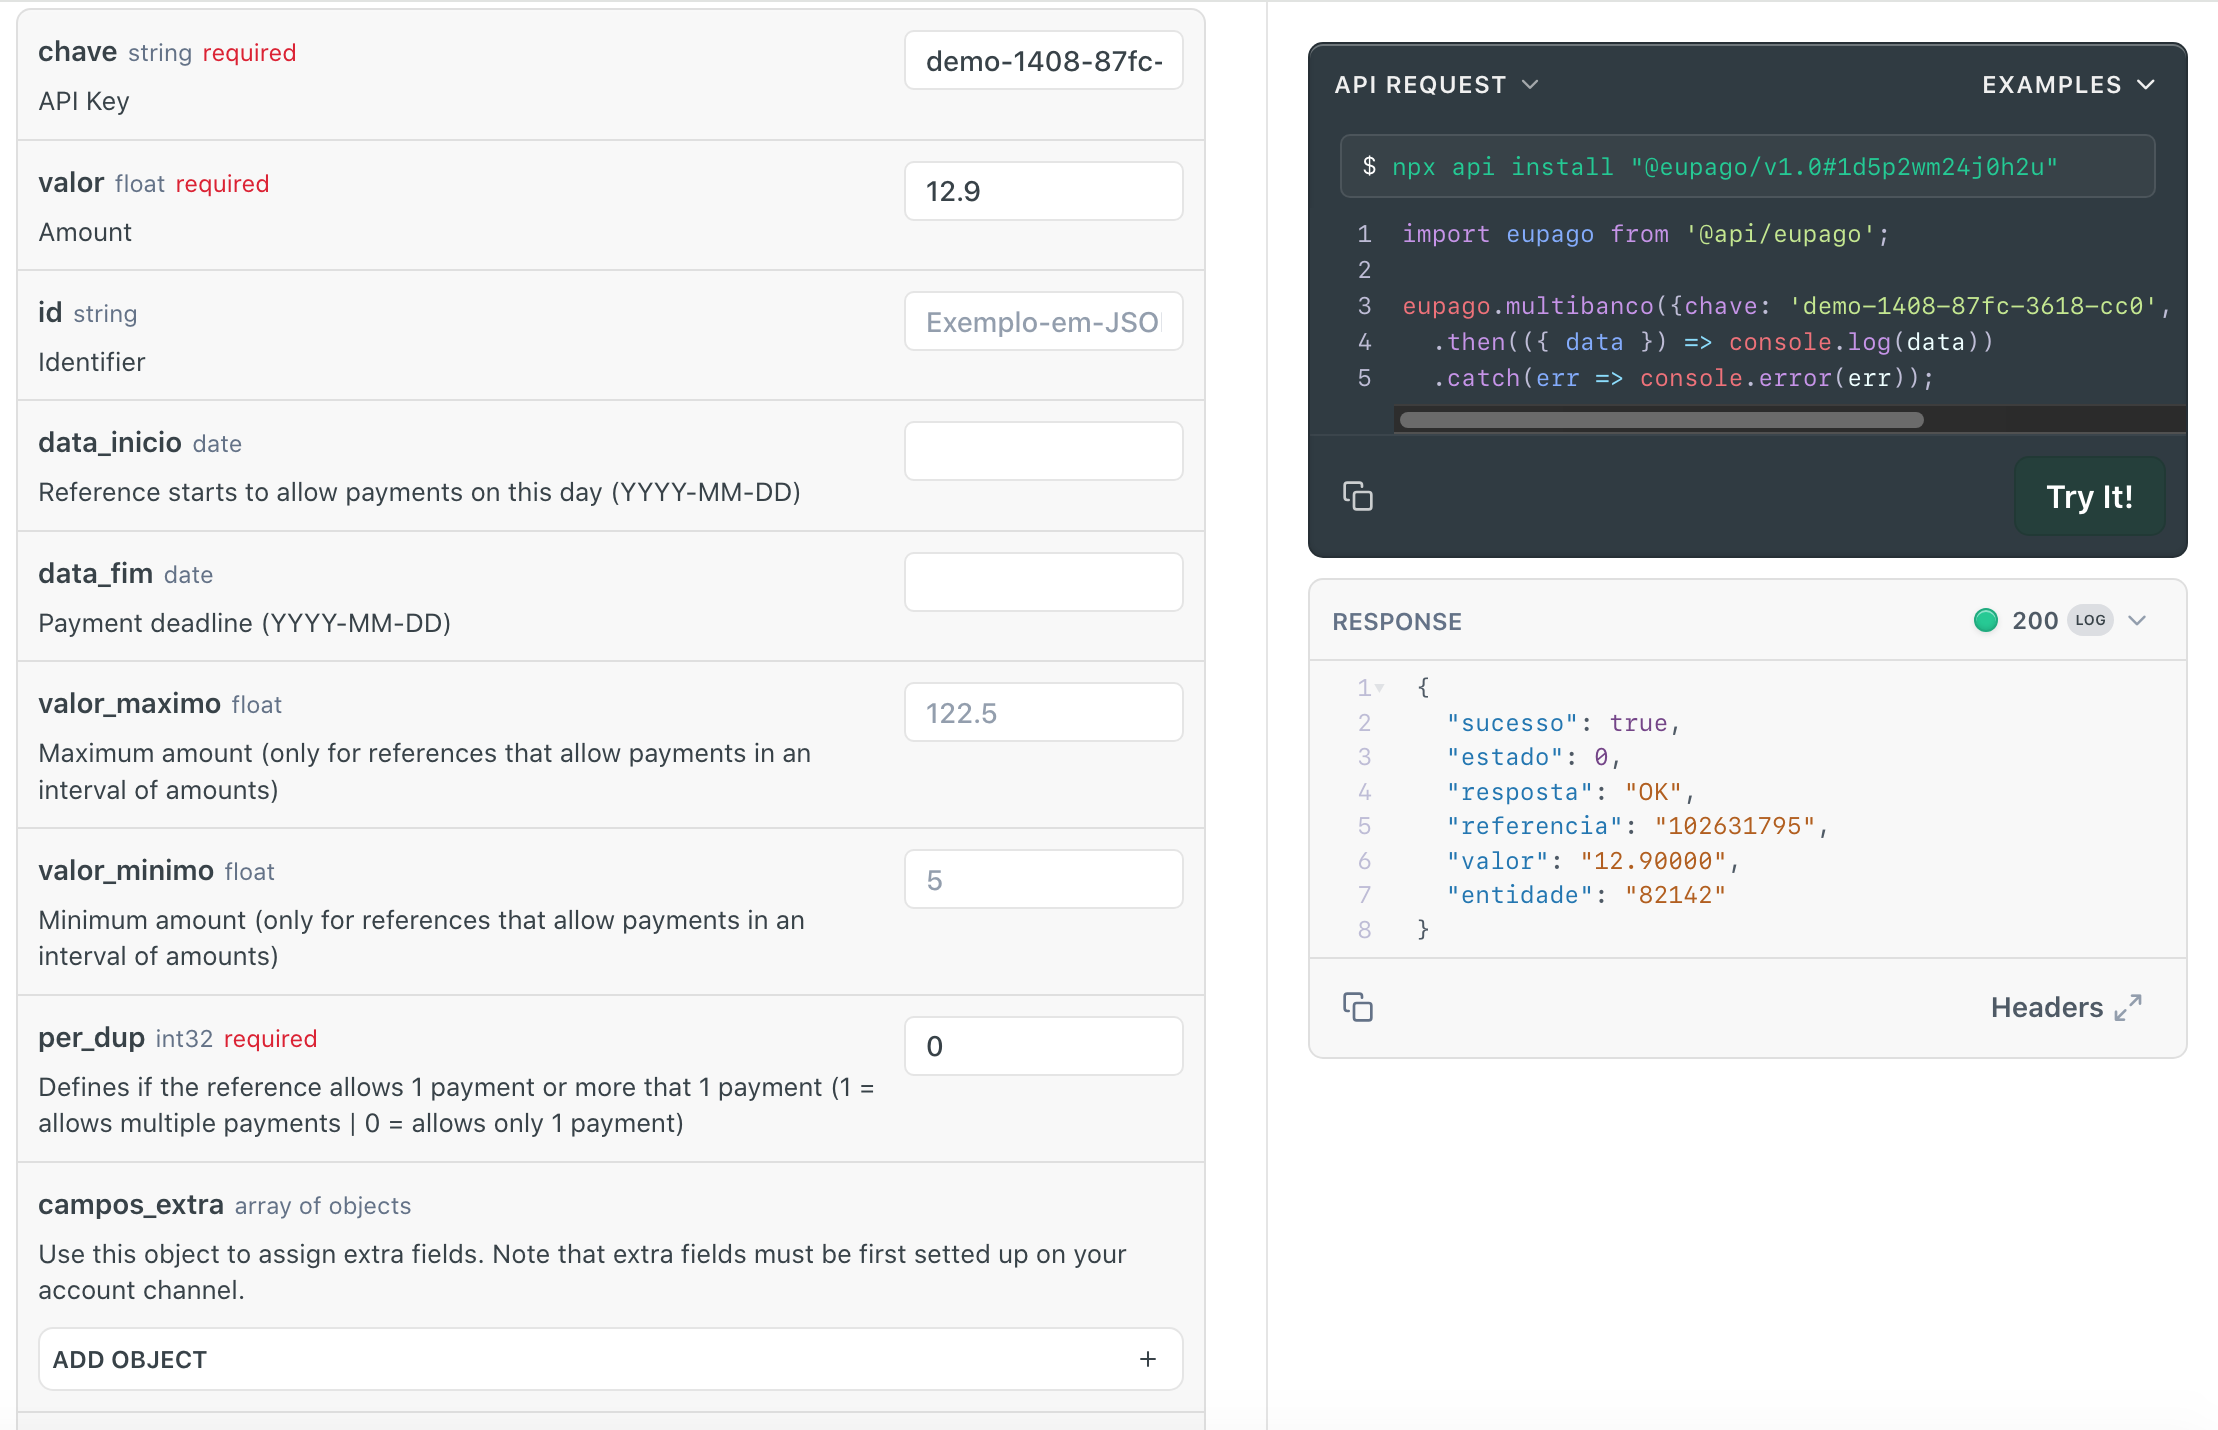 chave string required
demo-1408-87fc-
API Key
valor float required
12.9
Amount
id string
Exemplo-em-JSO
Identifier
data_inicio date
Reference starts to allow payments on this day (YYYY-MM-DD)
data_fim date
Payment deadline (YYYY-MM-DD)
valor_maximo float
122.5
Maximum amount (only for references that allow payments in an
interval of amounts)
valor_minimo float
5
Minimum amount (only for references that allow payments in an
interval of amounts)
per_dup int32 required
0
Defines if the reference allows 1 payment or more that 1 payment (1 =
allows multiple payments | 0 = allows only 1 payment)
campos_extra array of objects
Use this object to assign extra fields. Note that extra fields must be first setted up on your
account channel.
ADD OBJECT +
API REQUEST
EXAMPLES
$ npx api install "@eupago/v1.0#1d5p2wm24j0h2u"
1 import eupago from '@api/eupago';
2
3 eupago.multibanco({chave: 'demo-1408-87fc-3618-cc0',
4 .then(({ data }) => console.log(data))
5 .catch(err => console.error(err));
Try It!
RESPONSE
200 LOG
1 {
2 "sucesso": true,
3 "estado": 0,
4 "resposta": "OK",
5 "referencia": "102631795",
6 "valor": "12.90000",
7 "entidade": "82142"
8 }
Headers